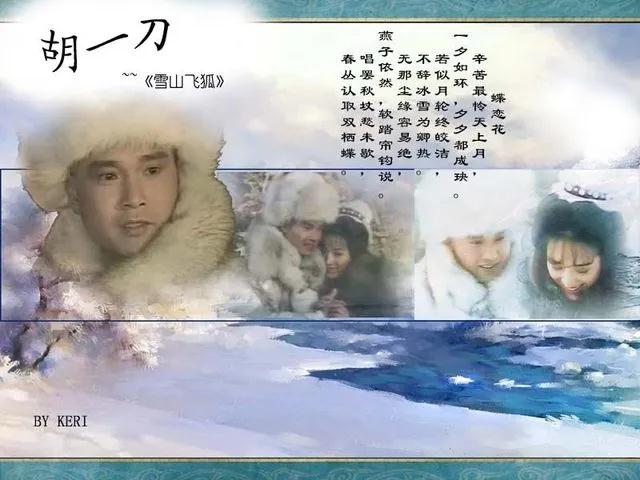 胡一刀
~~《雪山飞狐》
蝶恋花
辛苦最怜天上月，
一夕如环，夕夕都成玦。
若似月轮终皎洁，
不辞冰雪为卿热。
无那尘缘容易绝，
燕子依然，软踏帘钩说。
唱罢秋坟愁未歇，
春丛认取双栖蝶。
BY KERI